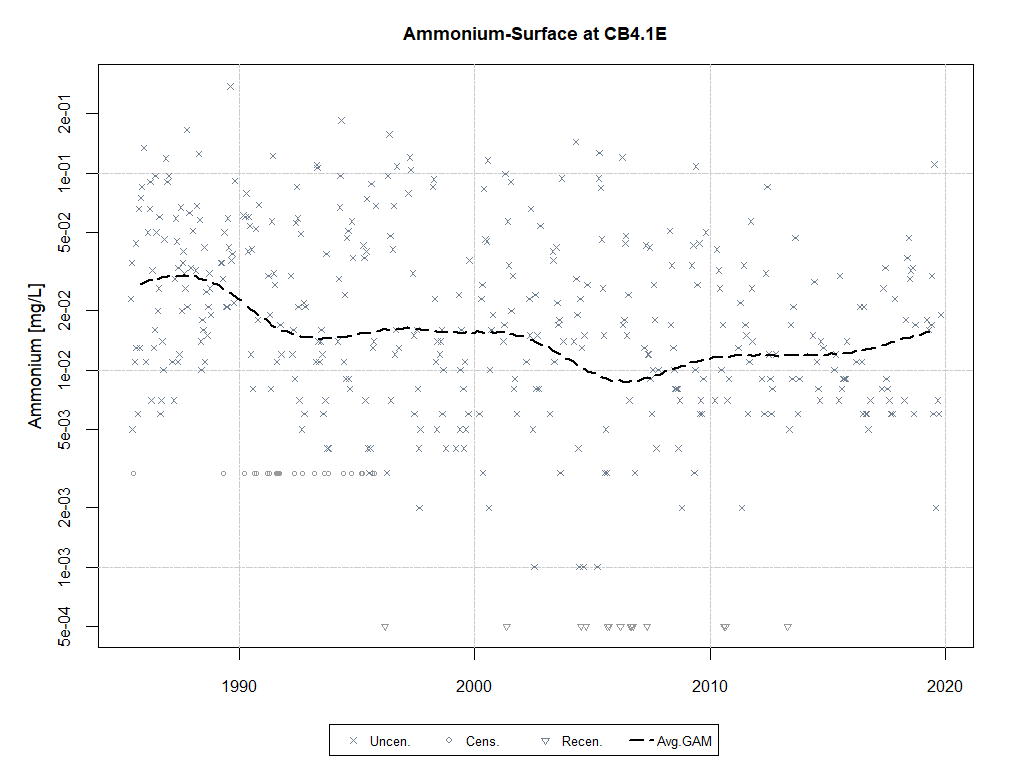 Ammonium-Surface at CB4.1E
Ammonium [mg/L]
2e-01
1e-01
5e-02
2e-02
1e-02
5e-03
2e-03
1e-03
5e-04
1990 2000 2010 2020
Uncen. Cens. Recen. Avg.GAM